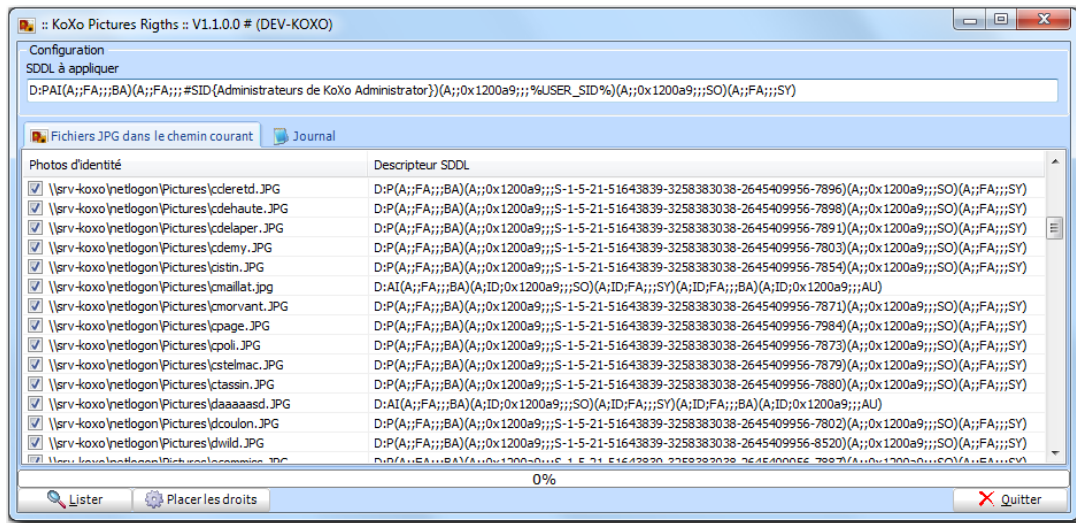 :: KoXo Pictures Rigths :: V1.1.0.0 # (DEV-KOXO)
Configuration
SDDL à appliquer
D:PAI(A;;FA;;;BA)(A;;FA;;;#SID{Administrateurs de KoXo Administrator})(A;;0x1200a9;;;%USER_SID%)(A;;0x1200a9;;;SO)(A;;FA;;;SY)
Fichiers JPG dans le chemin courant Journal
Photos d'identité Descripteur SDDL
\\srv-koxo\netlogon\Pictures\ccleretd.JPG D:P(A;;FA;;;BA)(A;;0x1200a9;;;S-1-5-21-51643839-3258383038-2645409956-7896)(A;;0x1200a9;;;SO)(A;;FA;;;SY)
\\srv-koxo\netlogon\Pictures\cdehaute.JPG D:P(A;;FA;;;BA)(A;;0x1200a9;;;S-1-5-21-51643839-3258383038-2645409956-7898)(A;;0x1200a9;;;SO)(A;;FA;;;SY)
\\srv-koxo\netlogon\Pictures\cdelaper.JPG D:P(A;;FA;;;BA)(A;;0x1200a9;;;S-1-5-21-51643839-3258383038-2645409956-7891)(A;;0x1200a9;;;SO)(A;;FA;;;SY)
\\srv-koxo\netlogon\Pictures\cdemy.JPG D:P(A;;FA;;;BA)(A;;0x1200a9;;;S-1-5-21-51643839-3258383038-2645409956-7803)(A;;0x1200a9;;;SO)(A;;FA;;;SY)
\\srv-koxo\netlogon\Pictures\cistin.JPG D:P(A;;FA;;;BA)(A;;0x1200a9;;;S-1-5-21-51643839-3258383038-2645409956-7854)(A;;0x1200a9;;;SO)(A;;FA;;;SY)
\\srv-koxo\netlogon\Pictures\cmaillat.jpg D:AI(A;;FA;;;BA)(A;ID;0x1200a9;;;SO)(A;ID;FA;;;SY)(A;ID;FA;;;BA)(A;ID;0x1200a9;;;AU)
\\srv-koxo\netlogon\Pictures\cmorvant.JPG D:P(A;;FA;;;BA)(A;;0x1200a9;;;S-1-5-21-51643839-3258383038-2645409956-7871)(A;;0x1200a9;;;SO)(A;;FA;;;SY)
\\srv-koxo\netlogon\Pictures\cpage.JPG D:P(A;;FA;;;BA)(A;;0x1200a9;;;S-1-5-21-51643839-3258383038-2645409956-7984)(A;;0x1200a9;;;SO)(A;;FA;;;SY)
\\srv-koxo\netlogon\Pictures\cpoli.JPG D:P(A;;FA;;;BA)(A;;0x1200a9;;;S-1-5-21-51643839-3258383038-2645409956-7873)(A;;0x1200a9;;;SO)(A;;FA;;;SY)
\\srv-koxo\netlogon\Pictures\cstelmac.JPG D:P(A;;FA;;;BA)(A;;0x1200a9;;;S-1-5-21-51643839-3258383038-2645409956-7879)(A;;0x1200a9;;;SO)(A;;FA;;;SY)
\\srv-koxo\netlogon\Pictures\ctassin.JPG D:P(A;;FA;;;BA)(A;;0x1200a9;;;S-1-5-21-51643839-3258383038-2645409956-7880)(A;;0x1200a9;;;SO)(A;;FA;;;SY)
\\srv-koxo\netlogon\Pictures\daaaaasd.JPG D:AI(A;;FA;;;BA)(A;ID;0x1200a9;;;SO)(A;ID;FA;;;SY)(A;ID;FA;;;BA)(A;ID;0x1200a9;;;AU)
\\srv-koxo\netlogon\Pictures\dcoulon.JPG D:P(A;;FA;;;BA)(A;;0x1200a9;;;S-1-5-21-51643839-3258383038-2645409956-7802)(A;;0x1200a9;;;SO)(A;;FA;;;SY)
\\srv-koxo\netlogon\Pictures\dwild.JPG D:P(A;;FA;;;BA)(A;;0x1200a9;;;S-1-5-21-51643839-3258383038-2645409956-8520)(A;;0x1200a9;;;SO)(A;;FA;;;SY)
0%
Lister Placer les droits Quitter